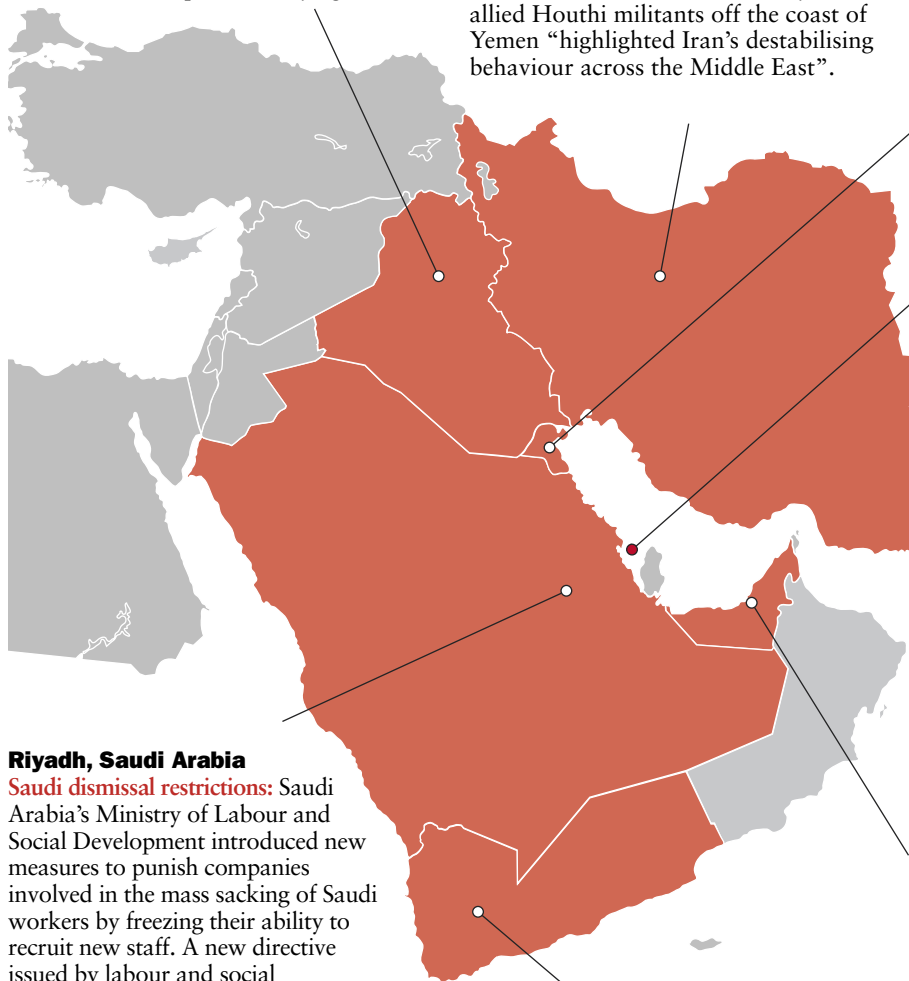 allied Houthi militants off the coast of
Yemen “highlighted Iran’s destabilising
behaviour across the Middle East”.
Riyadh, Saudi Arabia
Saudi dismissal restrictions: Saudi
Arabia’s Ministry of Labour and
Social Development introduced new
measures to punish companies
involved in the mass sacking of Saudi
workers by freezing their ability to
recruit new staff. A new directive
issued by labour and social